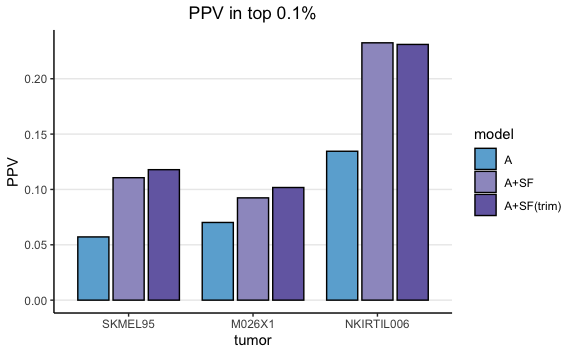 PPV in top 0.1%
PPV
0.20
0.15
0.10
0.05
0.00
SKMEL95
M026X1
NKIRTIL006
tumor
model
A
A+SF
A+SF(trim)